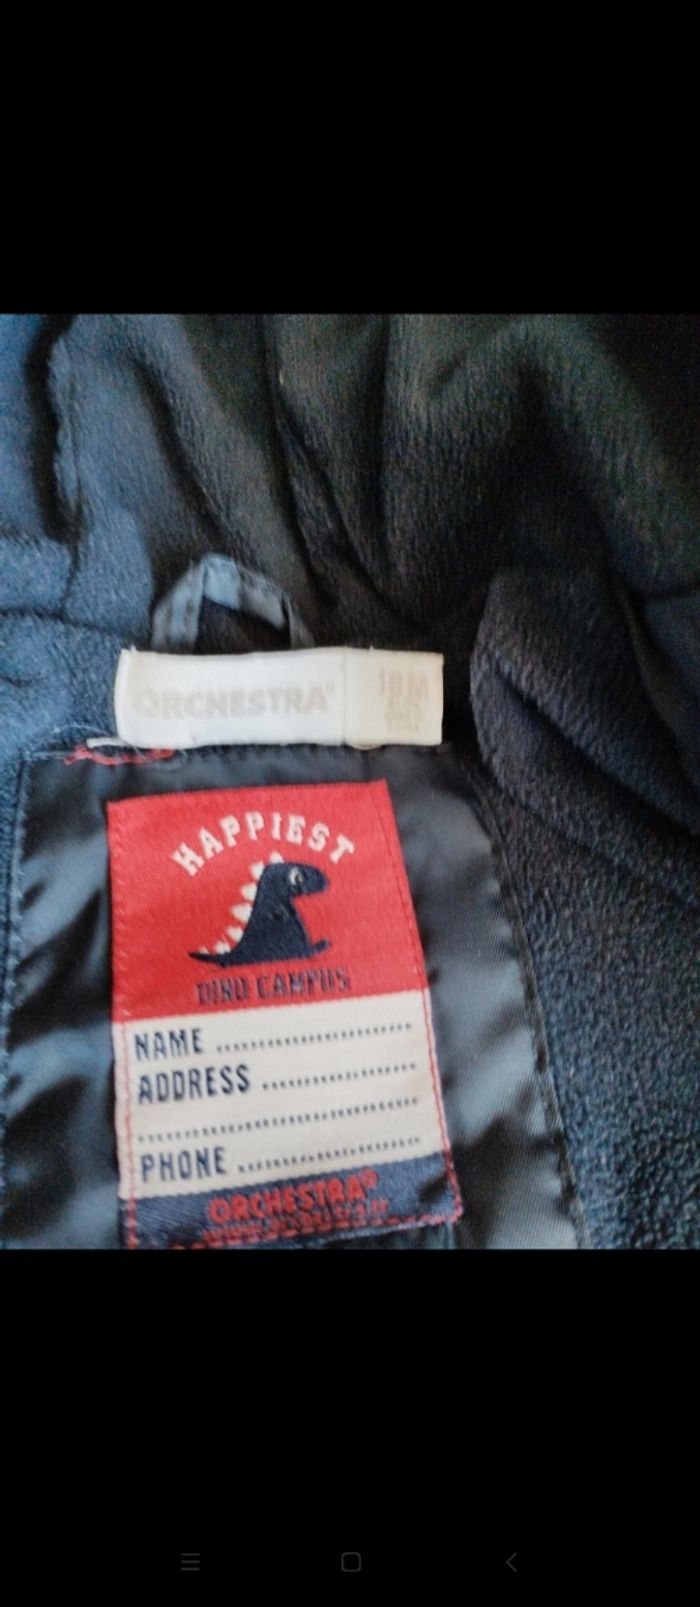 ORCHESTRA®
18M
HAPPIEST
DINO CAMPUS
NAME ....................
ADDRESS ................
............................
PHONE ...................
ORCHESTRA®